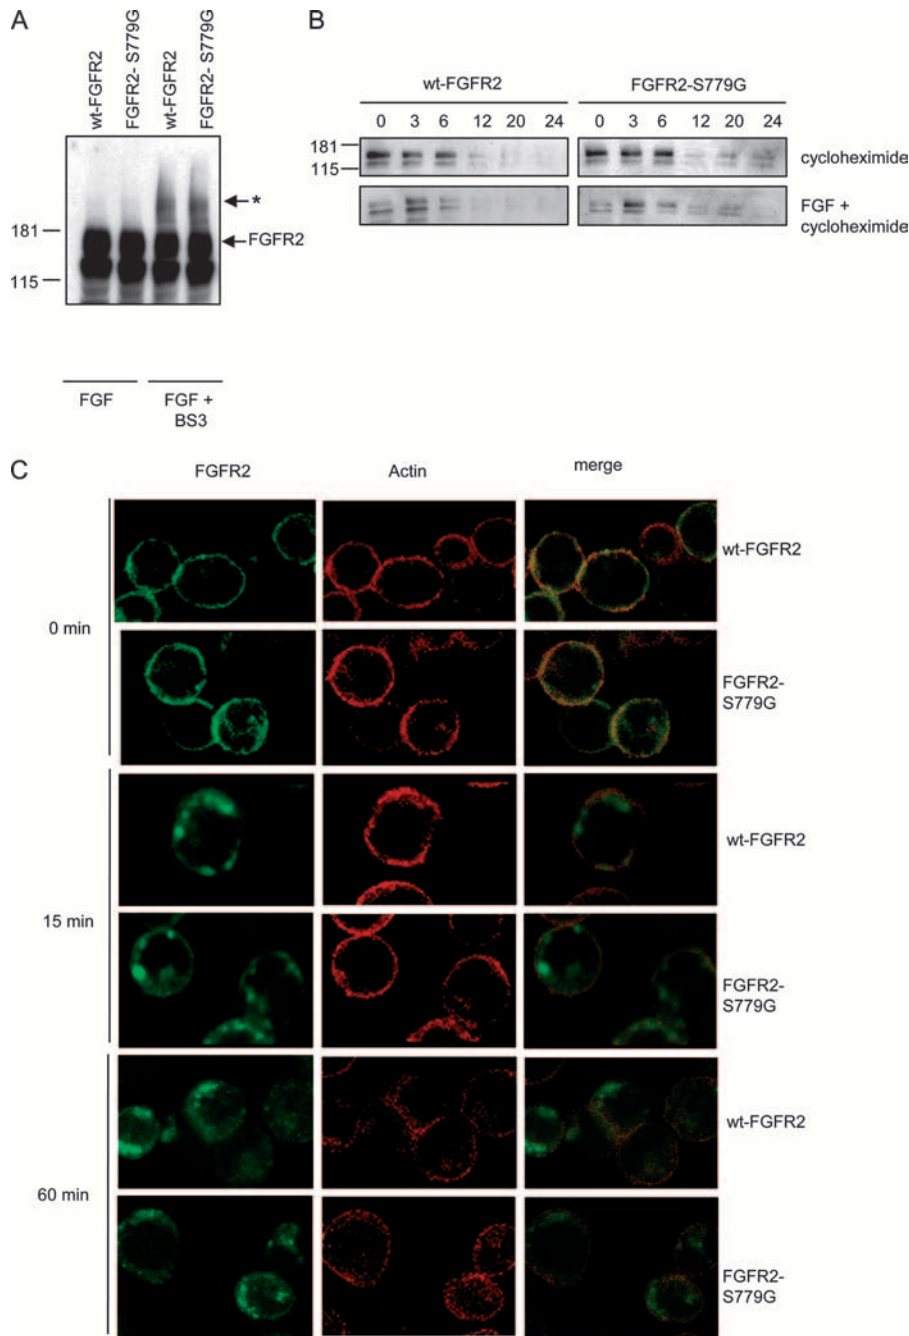 A
wt-FGFR2
FGFR2- S779G
wt-FGFR2
FGFR2- S779G
*
181
FGFR2
115
FGF
FGF +
BS3
B
wt-FGFR2
FGFR2-S779G
0 3 6 12 20 24
0 3 6 12 20 24
181
115
cycloheximide
FGF +
cycloheximide
C
FGFR2
Actin
merge
wt-FGFR2
0 min
FGFR2-
S779G
wt-FGFR2
15 min
FGFR2-
S779G
wt-FGFR2
60 min
FGFR2-
S779G